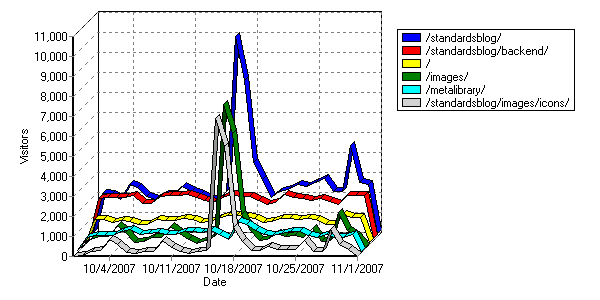 11,000
10,000
9,000
8,000
7,000
6,000
5,000
4,000
3,000
2,000
1,000
0
Visitors
10/4/2007 10/11/2007 10/18/2007 10/25/2007 11/1/2007
Date
/standardsblog/
/standardsblog/backend/
/
/images/
/metalibrary/
/standardsblog/images/icons/